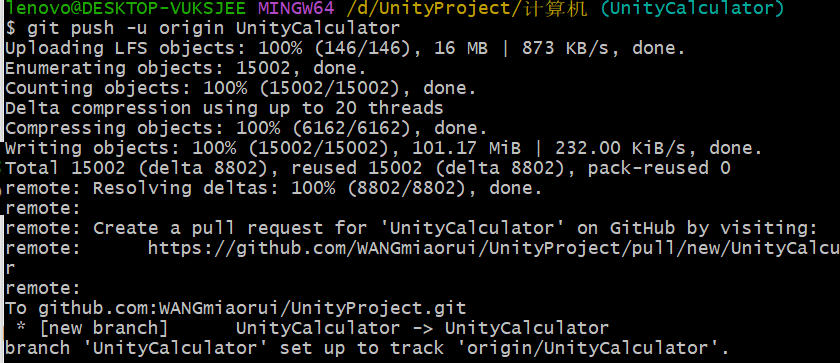 lenovo@DESKTOP-VUKSJEE MINGW64 /d/UnityProject/计算机 (UnityCalculator)
$ git push -u origin UnityCalculator
Uploading LFS objects: 100% (146/146), 16 MB | 873 KB/s, done.
Enumerating objects: 15002, done.
Counting objects: 100% (15002/15002), done.
Delta compression using up to 20 threads
Compressing objects: 100% (6162/6162), done.
Writing objects: 100% (15002/15002), 101.17 MiB | 232.00 KiB/s, done.
Total 15002 (delta 8802), reused 15002 (delta 8802), pack-reused 0
remote: Resolving deltas: 100% (8802/8802), done.
remote:
remote: Create a pull request for 'UnityCalculator' on GitHub by visiting:
remote:      https://github.com/WANGmiaorui/UnityProject/pull/new/UnityCalcu
r
remote:
To github.com:WANGmiaorui/UnityProject.git
 * [new branch]      UnityCalculator -> UnityCalculator
branch 'UnityCalculator' set up to track 'origin/UnityCalculator'.